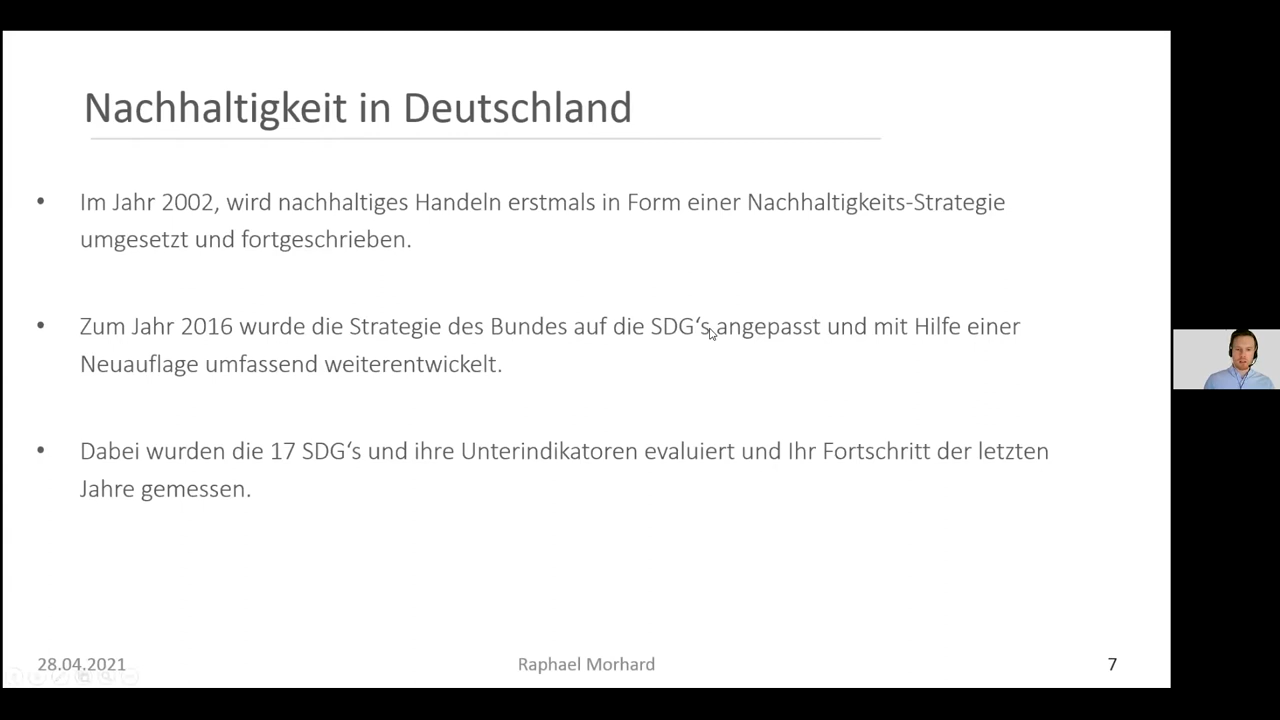 Nachhaltigkeit in Deutschland
• Im Jahr 2002, wird nachhaltiges Handeln erstmals in Form einer Nachhaltigkeits-Strategie
umgesetzt und fortgeschrieben.
• Zum Jahr 2016 wurde die Strategie des Bundes auf die SDG‘s angepasst und mit Hilfe einer
Neuauflage umfassend weiterentwickelt.
• Dabei wurden die 17 SDG‘s und ihre Unterindikatoren evaluiert und Ihr Fortschritt der letzten
Jahre gemessen.
28.04.2021
Raphael Morhard
7